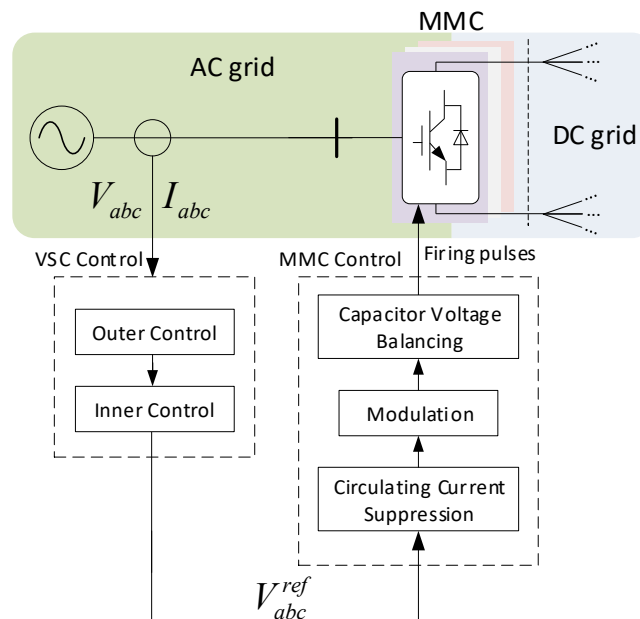 MMC
AC grid
DC grid
V_abc I_abc
VSC Control
MMC Control
Firing pulses
Outer Control
Inner Control
Capacitor Voltage
Balancing
Modulation
Circulating Current
Suppression
V_abc^ref